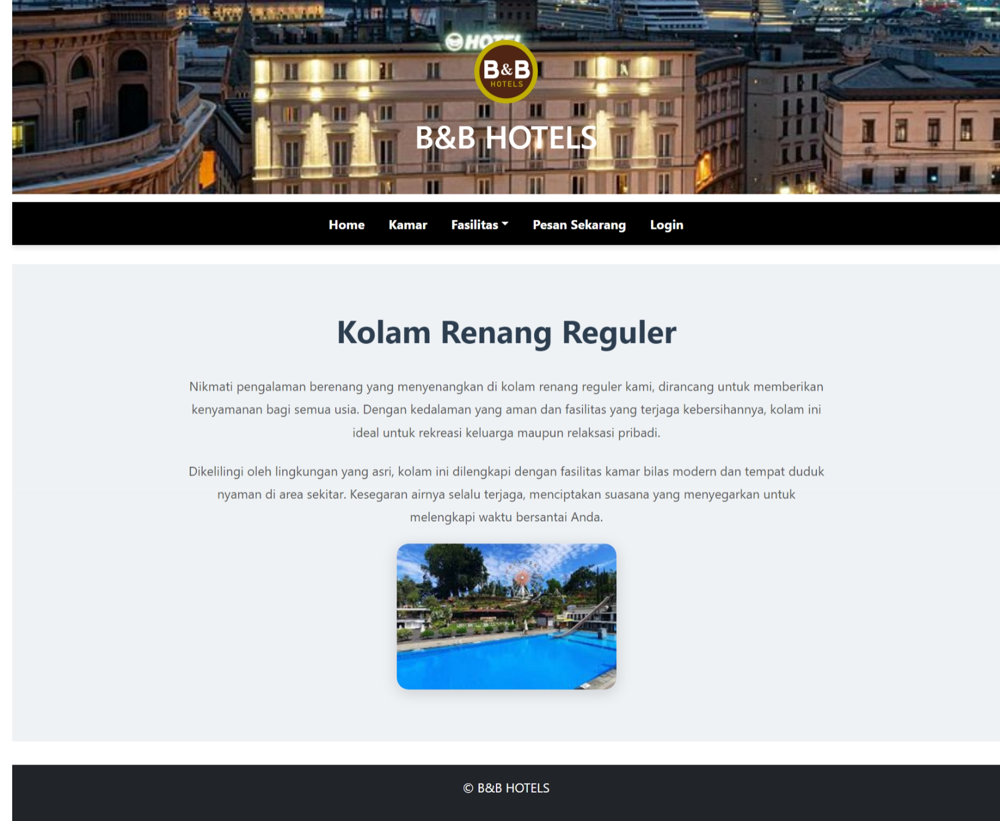 HOTEL
B&B
HOTELS
B&B HOTELS
Home Kamar Fasilitas Pesan Sekarang Login
Kolam Renang Reguler
Nikmati pengalaman berenang yang menyenangkan di kolam renang reguler kami, dirancang untuk memberikan
kenyamanan bagi semua usia. Dengan kedalaman yang aman dan fasilitas yang terjaga kebersihannya, kolam ini
ideal untuk rekreasi keluarga maupun relaksasi pribadi.
Dikelilingi oleh lingkungan yang asri, kolam ini dilengkapi dengan fasilitas kamar bilas modern dan tempat duduk
nyaman di area sekitar. Kesegaran airnya selalu terjaga, menciptakan suasana yang menyegarkan untuk
melengkapi waktu bersantai Anda.
© B&B HOTELS